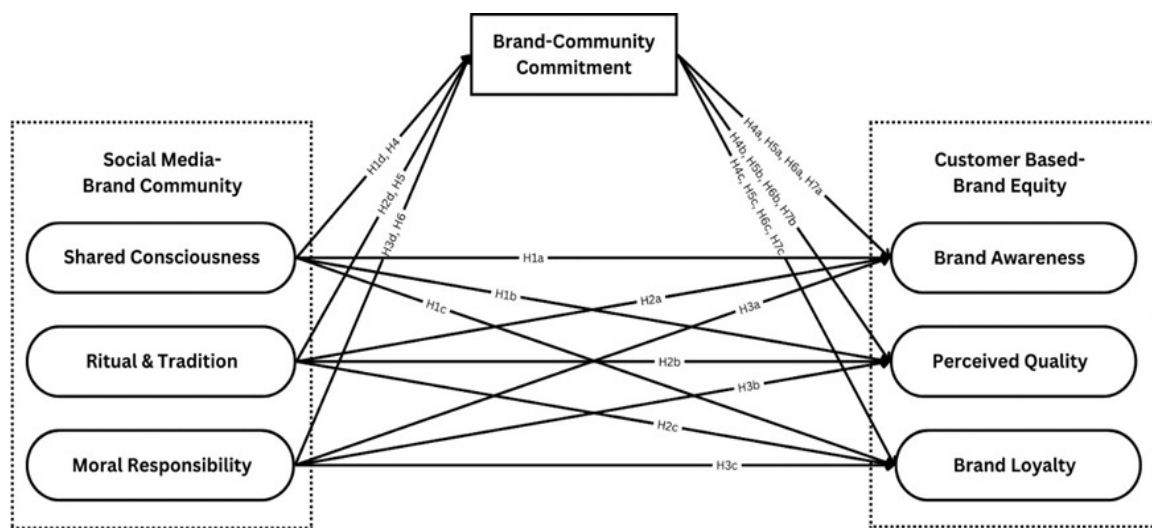 Brand-Community
Commitment
Social Media-
Brand Community
Customer Based-
Brand Equity
H1d, H4
H2d, H5
H3d, H6
H4a, H5a, H6a, H7a
H4b, H5b, H6b, H7b
H4c, H5c, H6c, H7c
Shared Consciousness
H1a
Brand Awareness
H1b
H2a
H1c
H3a
Ritual & Tradition
H2b
Perceived Quality
H3b
H2c
Moral Responsibility
H3c
Brand Loyalty